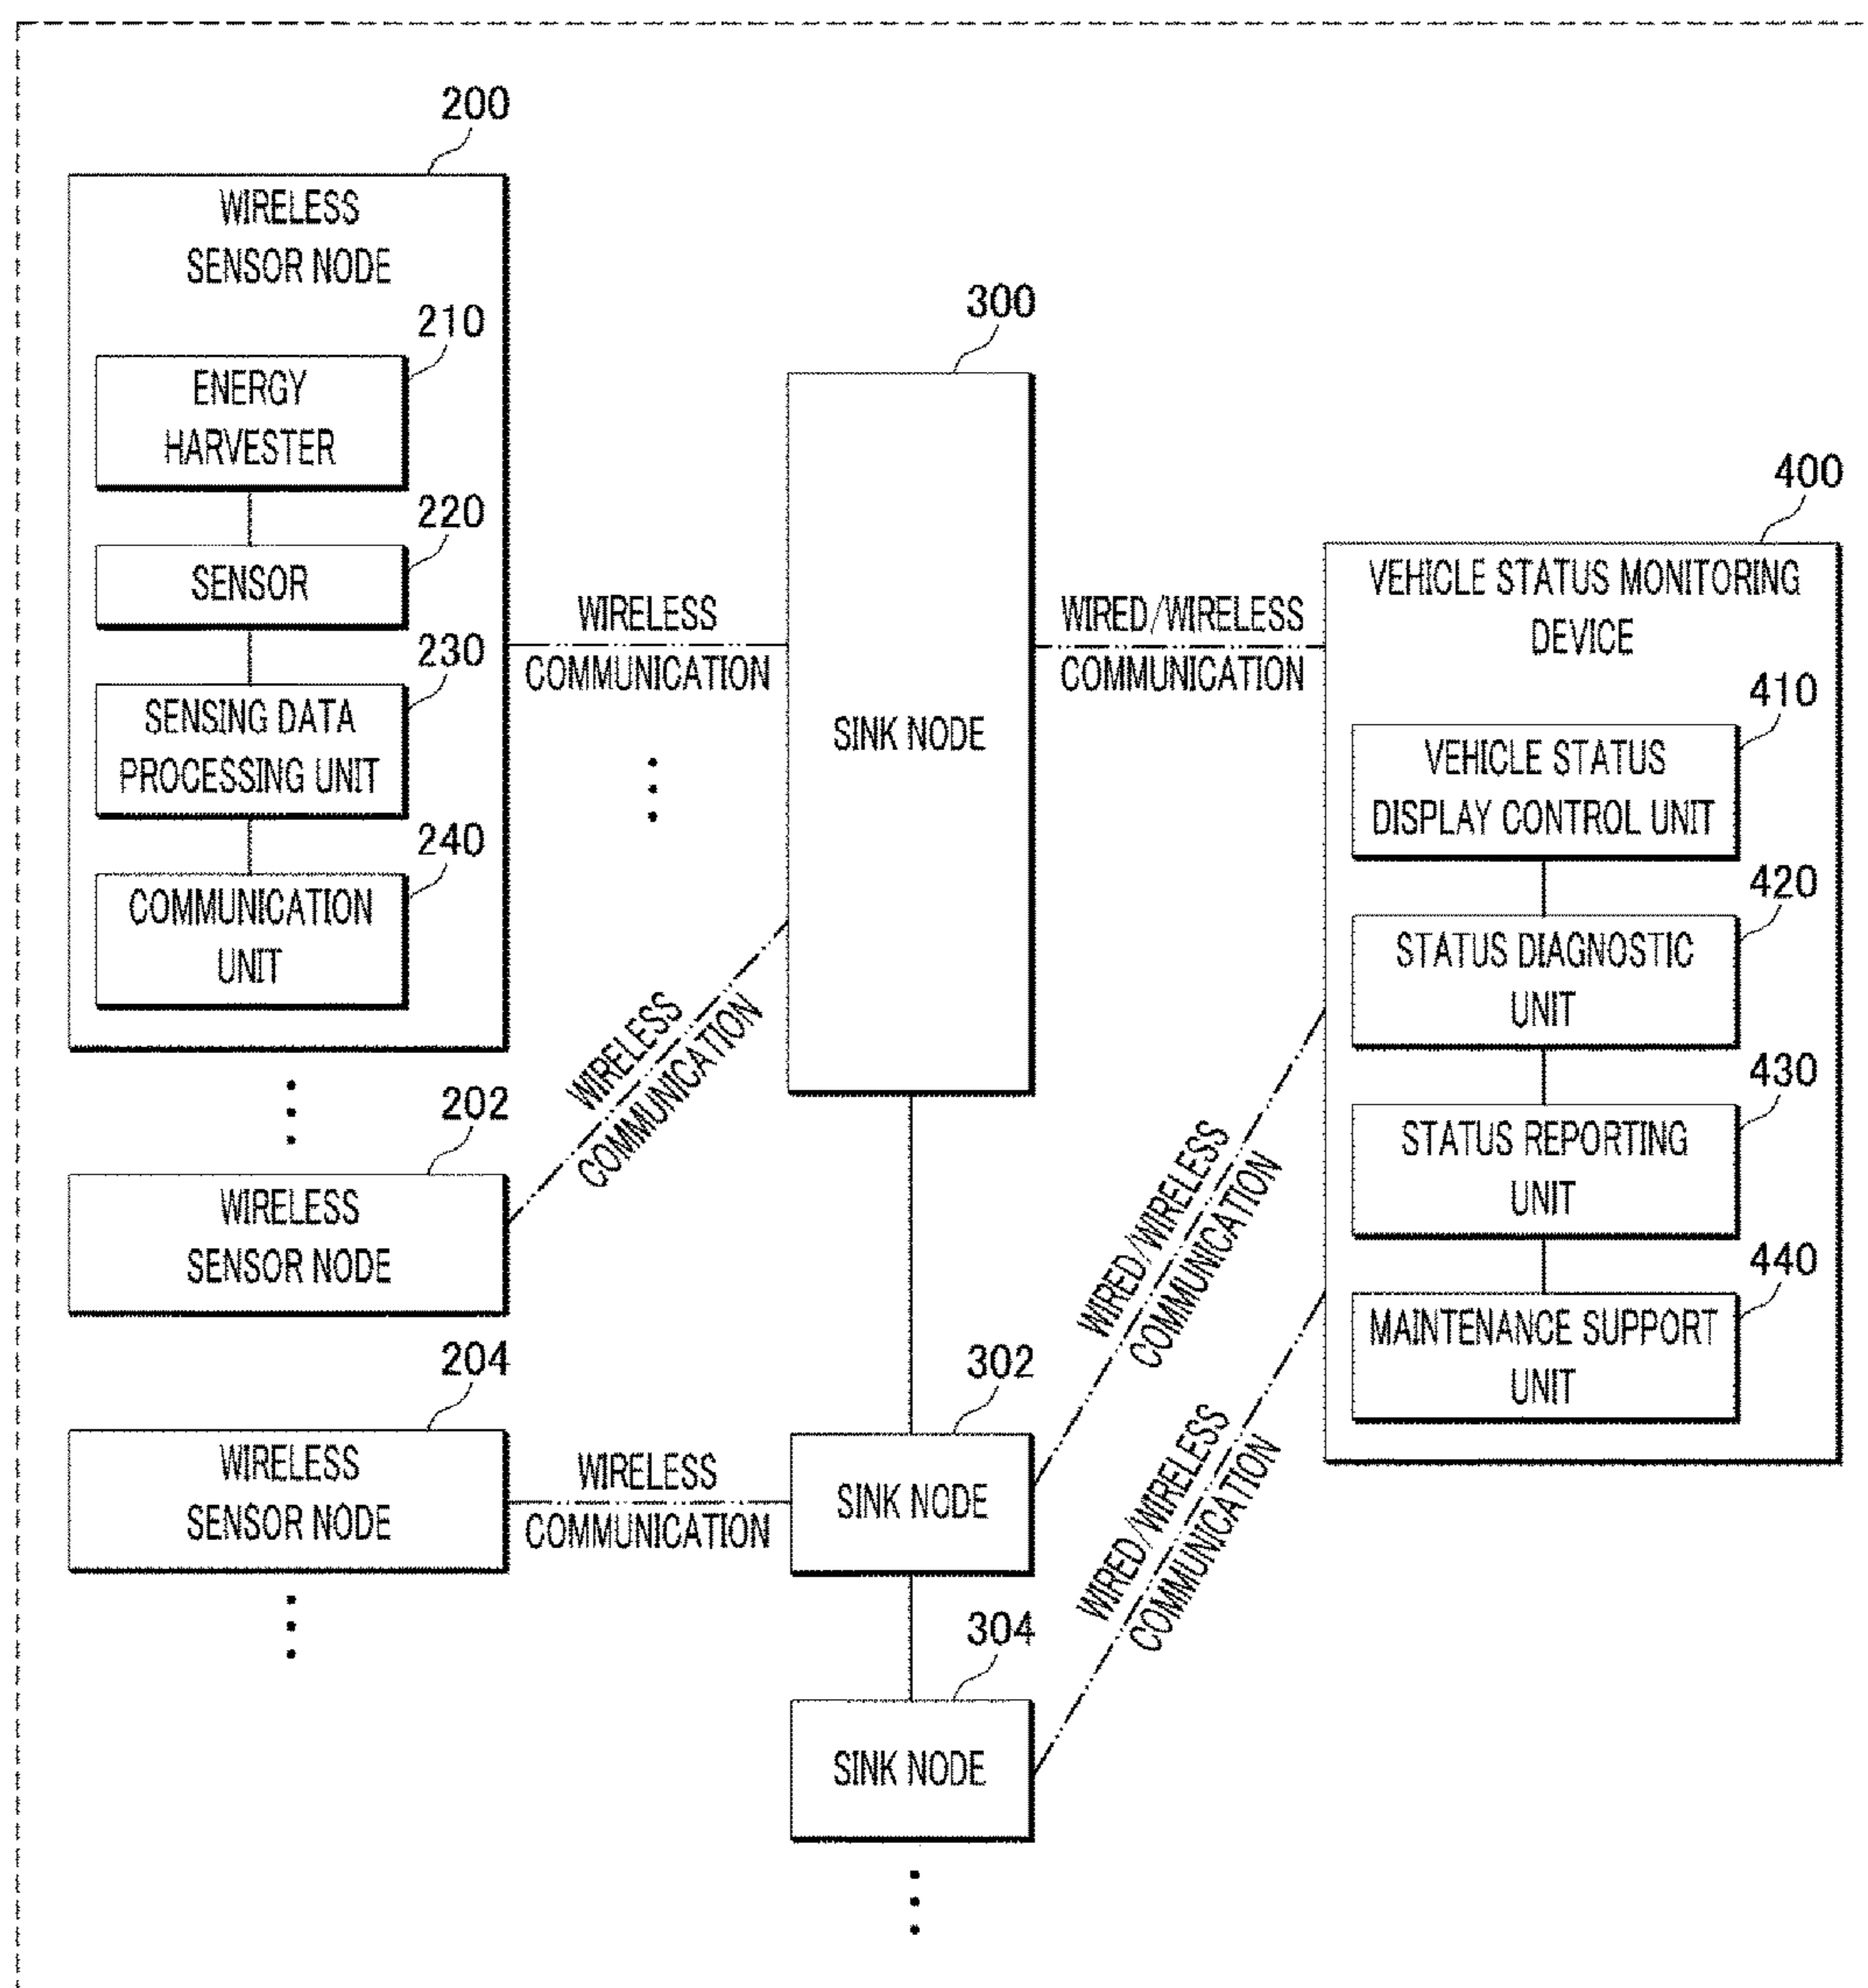 200
WIRELESS
SENSOR NODE
210
ENERGY
HARVESTER
220
SENSOR
230
SENSING DATA
PROCESSING UNIT
240
COMMUNICATION
UNIT
202
WIRELESS
SENSOR NODE
204
WIRELESS
SENSOR NODE
WIRELESS
COMMUNICATION
WIRELESS
COMMUNICATION
WIRELESS
COMMUNICATION
300
SINK NODE
302
SINK NODE
304
SINK NODE
WIRED/WIRELESS
COMMUNICATION
WIRED/WIRELESS
COMMUNICATION
WIRED/WIRELESS
COMMUNICATION
400
VEHICLE STATUS MONITORING
DEVICE
410
VEHICLE STATUS
DISPLAY CONTROL UNIT
420
STATUS DIAGNOSTIC
UNIT
430
STATUS REPORTING
UNIT
440
MAINTENANCE SUPPORT
UNIT